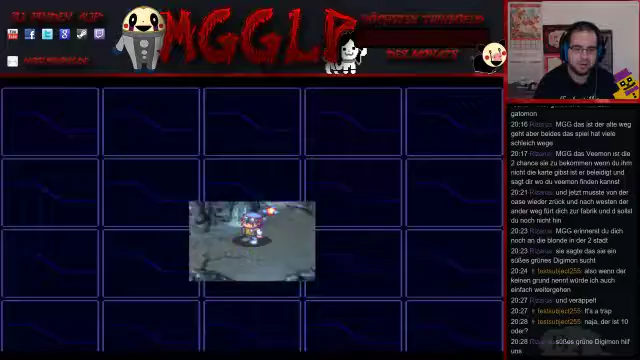 MGGLP
DES MONATS
gatomon
20:16 MGG das ist der alte weg
geht aber beides das spiel hat viele
schleich wege
20:17 MGG das Veemon ist die
2 chance sie zu bekommen wenn du ihm
nicht die karte gibst ist er beleidigt und
sagt dir wo du veemon finden kannst
20:21 und jetzt musste von der
oase wieder zrück und nach westen der
ander weg fürt dich zur fabrik und d sollst
du noch nicht hin
20:23 MGG erinnerst du dich
noch an die blonde in der 2 stadt
20:23 sie sagte das sie ein
süßes grünes Digimon sucht
20:24 testsubject255: also wenn der
keinen grund nennt würde ich auch
einfach weitergehen
20:27 und veräppelt
20:27 testsubject255: It's a trap
20:28 testsubject255: naja, der ist 10
oder?
20:28 süßes grüne Digimon hilf
uns